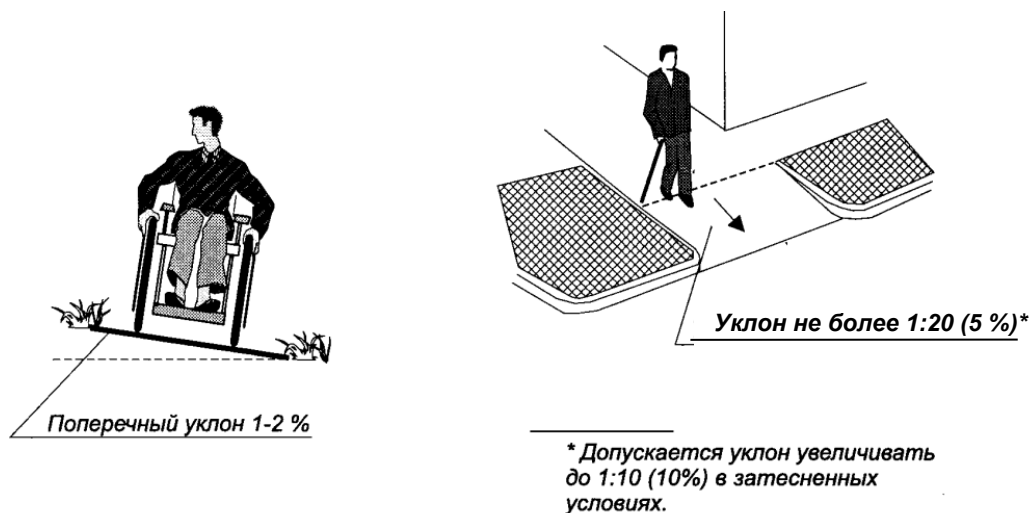 Поперечный уклон 1-2 %
Уклон не более 1:20 (5 %)*
* Допускается уклон увеличивать
до 1:10 (10%) в затесненных
условиях.